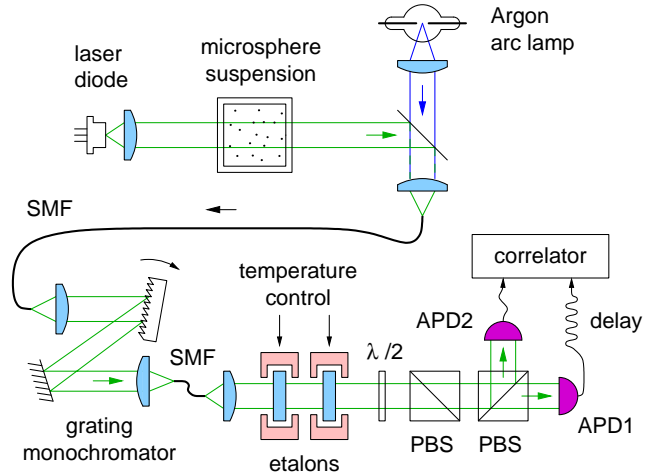 Argon
arc lamp
microsphere
suspension
laser
diode
SMF
correlator
temperature
control
APD2
delay
SMF
λ/2
APD1
PBS
PBS
grating
monochromator
etalons